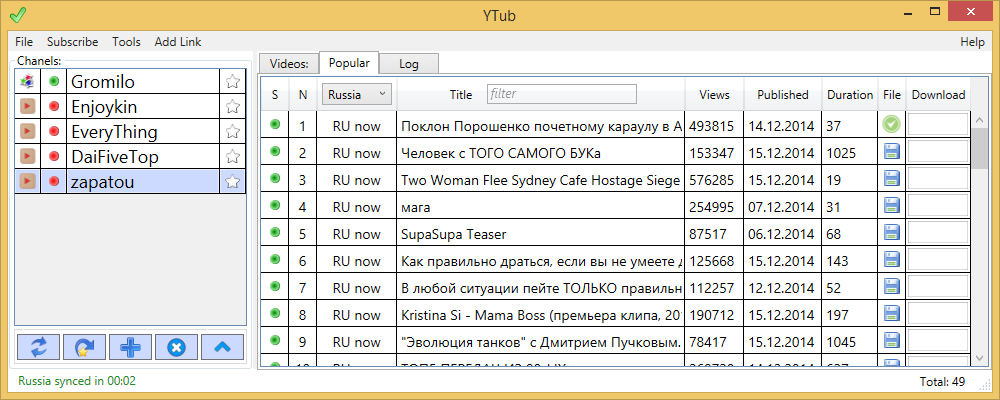 YTub
File Subscribe Tools Add Link Help
Chanels:
Gromilo
Enjoykin
EveryThing
DaiFiveTop
zapatou
Videos: Popular Log
S N Russia Title filter Views Published Duration File Download
1 RU now Поклон Порошенко почетному караулу в А 493815 14.12.2014 37
2 RU now Человек с ТОГО САМОГО БУКа 153347 15.12.2014 1025
3 RU now Two Woman Flee Sydney Cafe Hostage Siege 576285 15.12.2014 19
4 RU now мага 254995 07.12.2014 31
5 RU now SupaSupa Teaser 87517 06.12.2014 68
6 RU now Как правильно драться, если вы не умеете д 125668 15.12.2014 143
7 RU now В любой ситуации пейте ТОЛЬКО правильн 112257 12.12.2014 52
8 RU now Kristina Si - Mama Boss (премьера клипа, 20 190712 15.12.2014 197
9 RU now "Эволюция танков" с Дмитрием Пучковым. 78417 15.12.2014 1045
Russia synced in 00:02 Total: 49